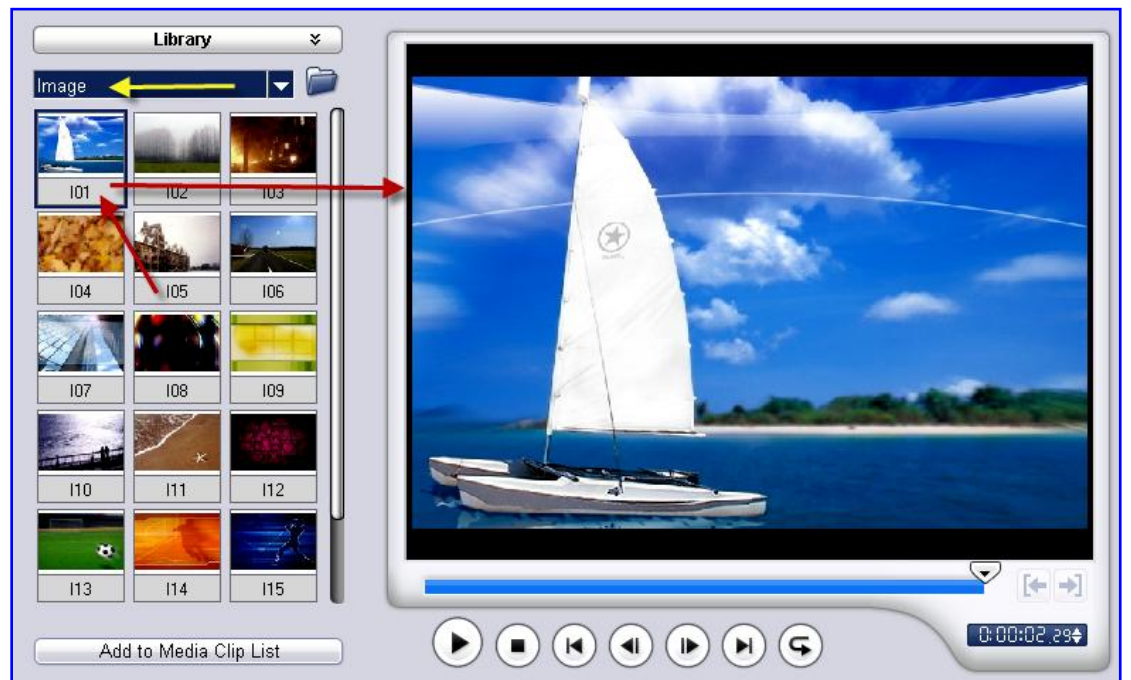 Library
Image
I01 I02 I03
I04 I05 I06
I07 I08 I09
I10 I11 I12
I13 I14 I15
Add to Media Clip List
0:00:02.29